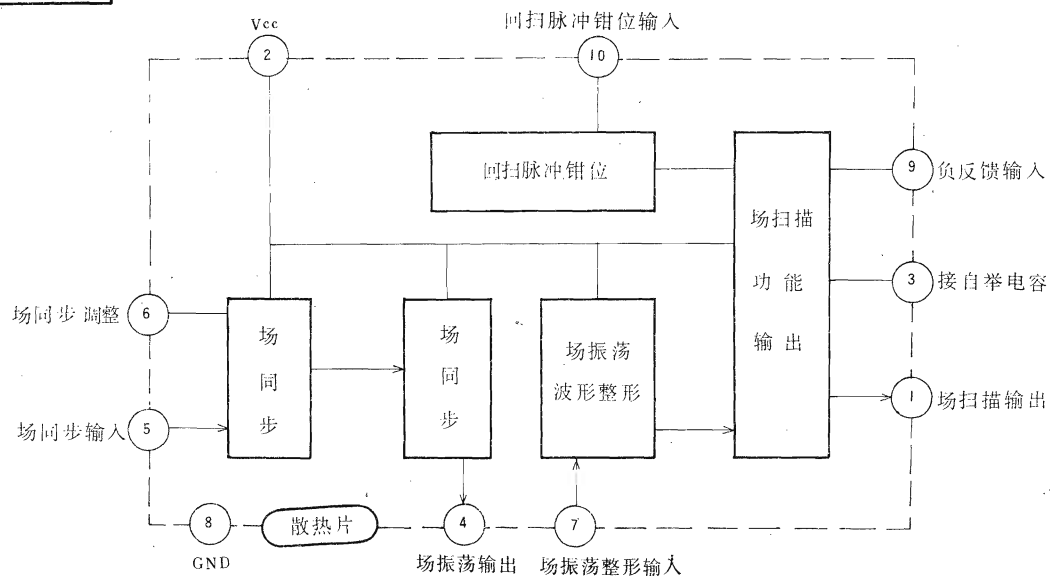 Vcc
回扫脉冲钳位输入
2
10
回扫脉冲钳位
9
负反馈输入
场扫描
功能
输出
3
接自举电容
场同步调整
6
场
同
步
场
同
步
场振荡
波形整形
1
场扫描输出
场同步输入
5
8
散热片
4
7
GND
场振荡输出
场振荡整形输入